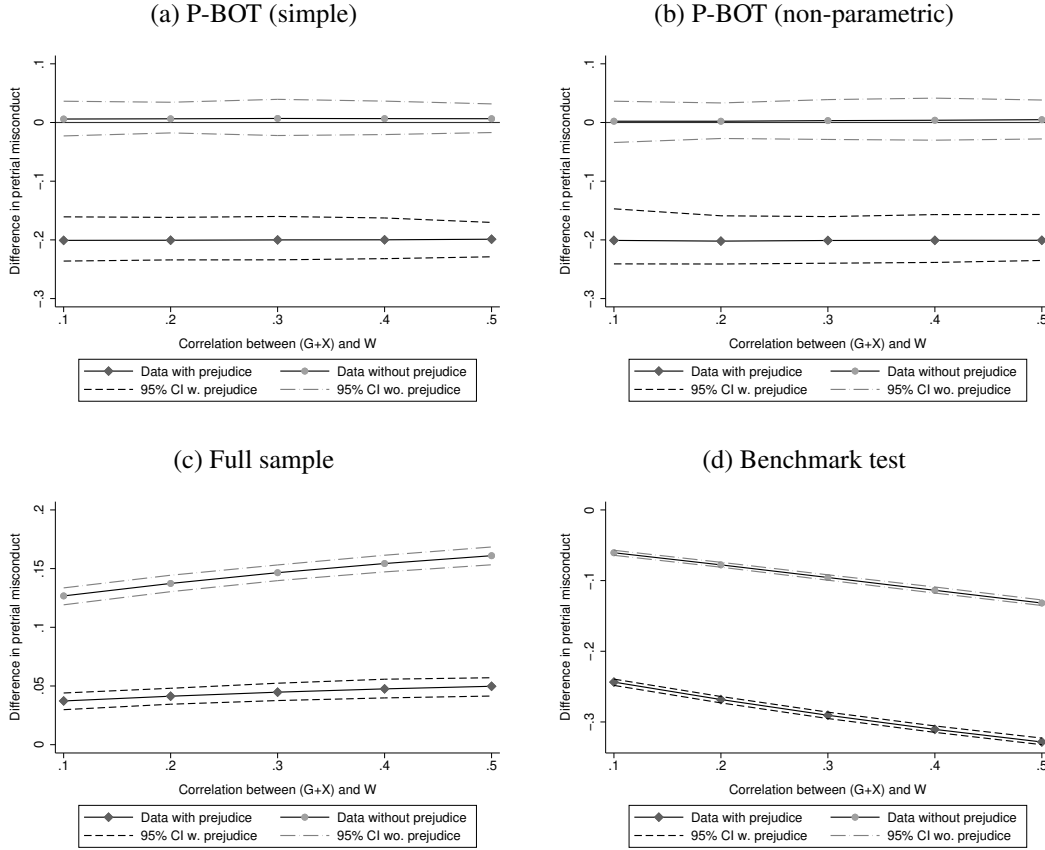 (a) P-BOT (simple)
Difference in pretrial misconduct
.1
0
-.1
-.2
-.3
.1 .2 .3 .4 .5
Correlation between (G+X) and W
Data with prejudice Data without prejudice
95% CI w. prejudice 95% CI wo. prejudice
(b) P-BOT (non-parametric)
Difference in pretrial misconduct
.1
0
-.1
-.2
-.3
.1 .2 .3 .4 .5
Correlation between (G+X) and W
Data with prejudice Data without prejudice
95% CI w. prejudice 95% CI wo. prejudice
(c) Full sample
Difference in pretrial misconduct
.2
.15
.1
.05
0
.1 .2 .3 .4 .5
Correlation between (G+X) and W
Data with prejudice Data without prejudice
95% CI w. prejudice 95% CI wo. prejudice
(d) Benchmark test
Difference in pretrial misconduct
0
-.1
-.2
-.3
.1 .2 .3 .4 .5
Correlation between (G+X) and W
Data with prejudice Data without prejudice
95% CI w. prejudice 95% CI wo. prejudice